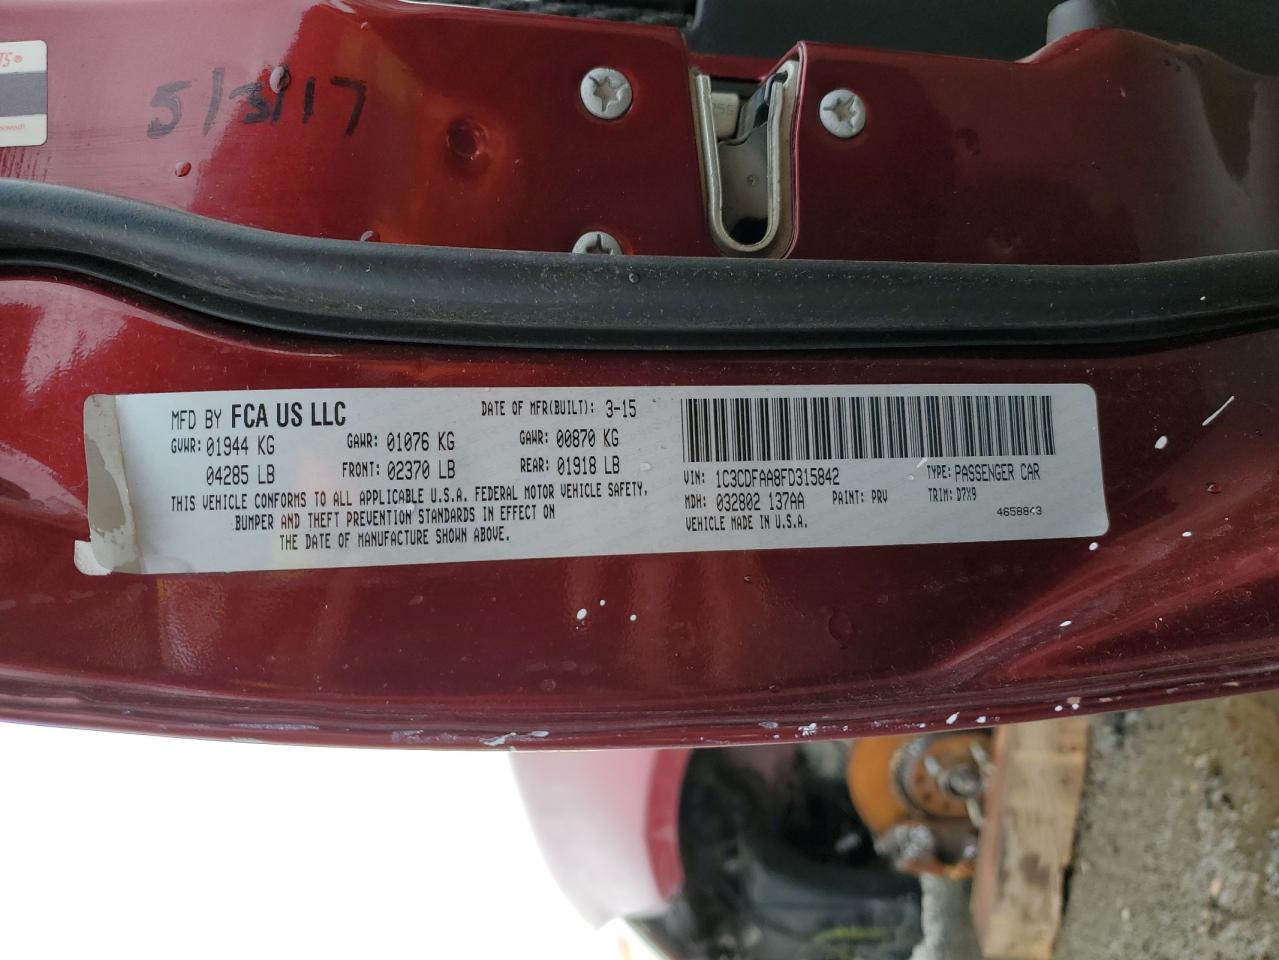 5/3/17
MFD BY FCA US LLC
DATE OF MFR(BUILT): 3-15
GVWR: 01944 KG
GAWR: 01076 KG
GAWR: 00870 KG
04285 LB
FRONT: 02370 LB
REAR: 01918 LB
THIS VEHICLE CONFORMS TO ALL APPLICABLE U.S.A. FEDERAL MOTOR VEHICLE SAFETY,
BUMPER AND THEFT PREVENTION STANDARDS IN EFFECT ON
THE DATE OF MANUFACTURE SHOWN ABOVE.
VIN: 1C3CDFAA8FD315842
TYPE: PASSENGER CAR
MDH: 032802 137AA
PAINT: PRV
TRIM: D7X9
VEHICLE MADE IN U.S.A.